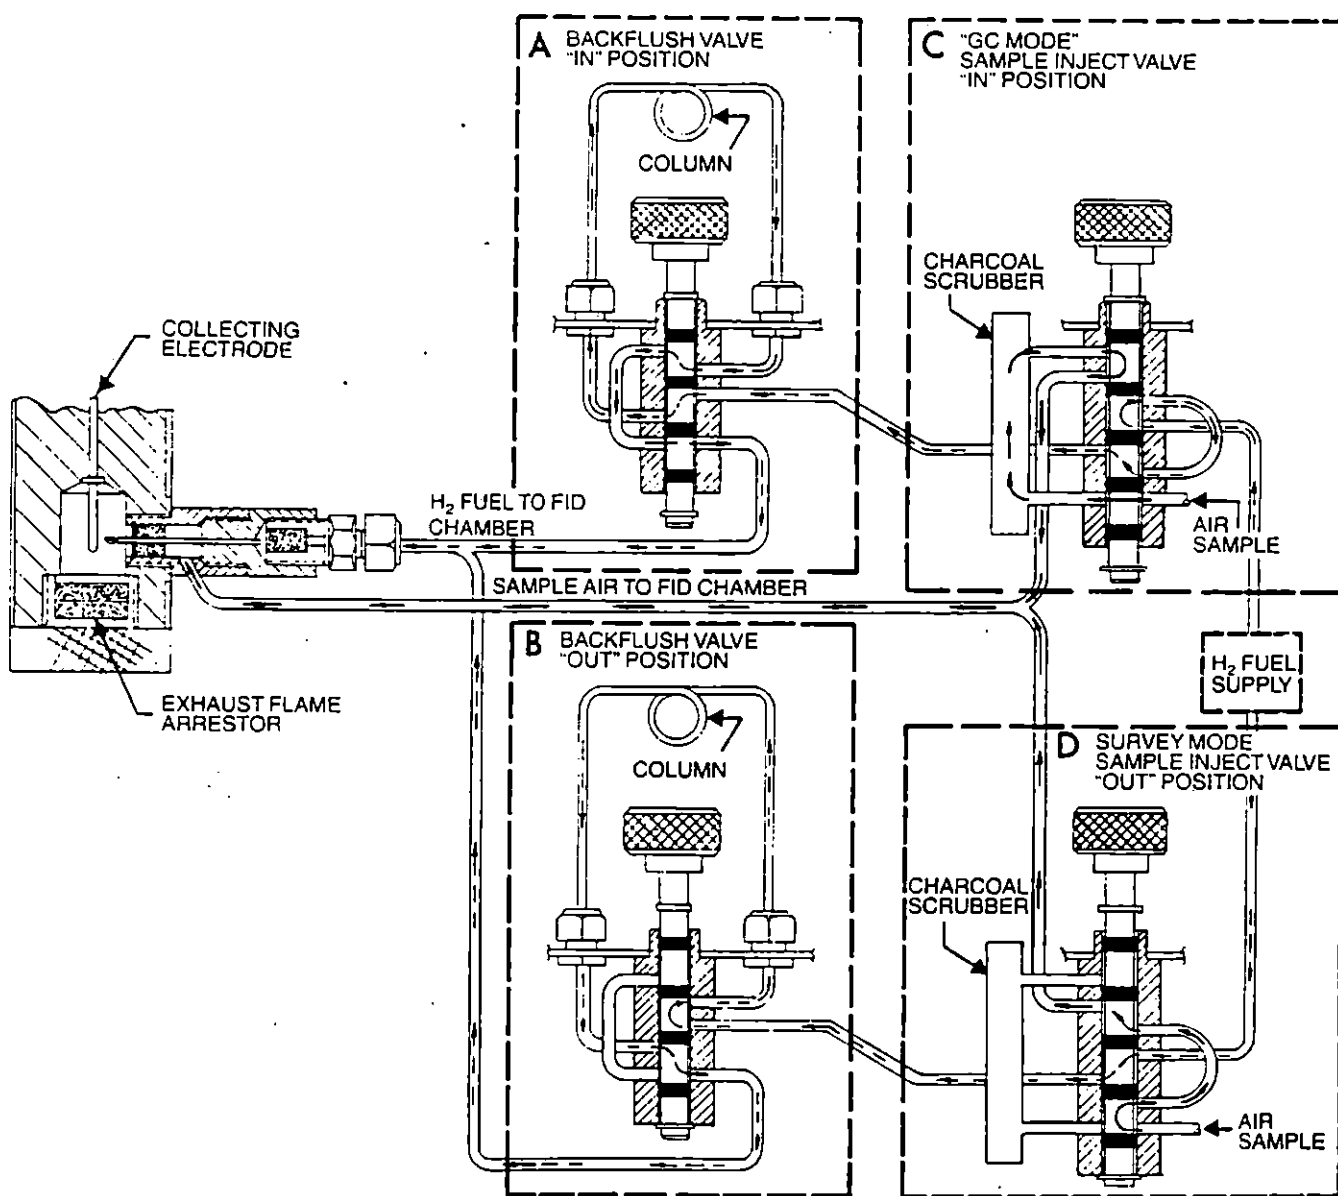 A BACKFLUSH VALVE
"IN" POSITION
COLUMN
C "GC MODE"
SAMPLE INJECT VALVE
"IN" POSITION
CHARCOAL
SCRUBBER
AIR
SAMPLE
COLLECTING
ELECTRODE
H₂ FUEL TO FID
CHAMBER
SAMPLE AIR TO FID CHAMBER
EXHAUST FLAME
ARRESTOR
B BACKFLUSH VALVE
"OUT" POSITION
COLUMN
H₂ FUEL
SUPPLY
D SURVEY MODE
SAMPLE INJECT VALVE
"OUT" POSITION
CHARCOAL
SCRUBBER
AIR
SAMPLE